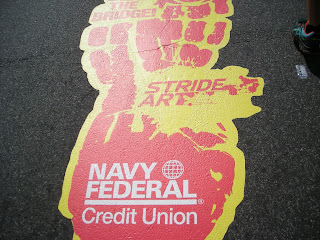 THE
BRIDGE!
STRIDE
ART
NAVY
FEDERAL®
Credit Union